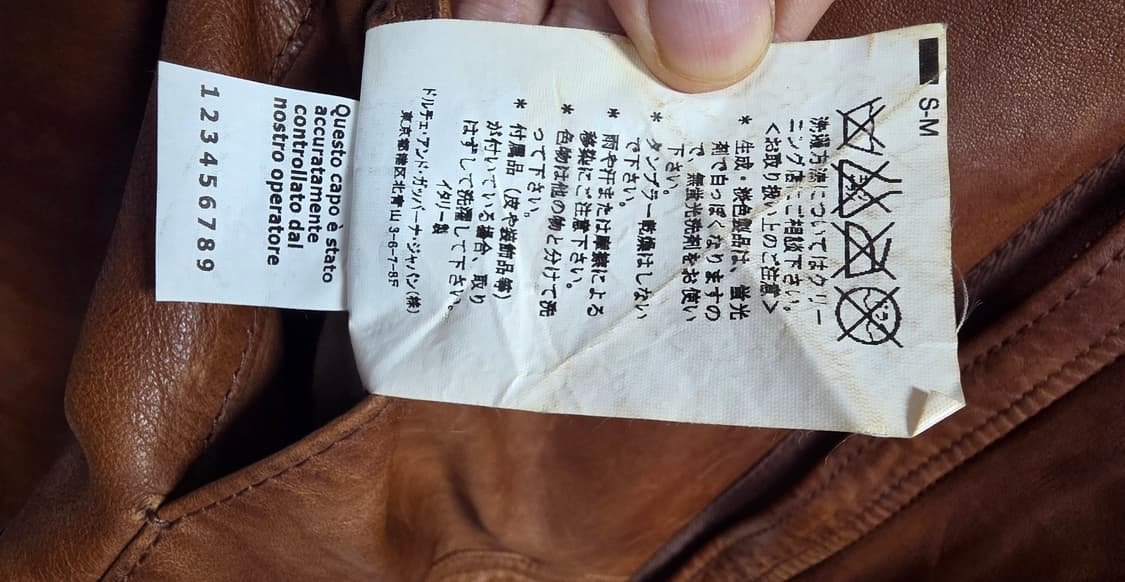 S-M
洗濯方法についてはクリー
ニング店にご相談下さい。
<お取り扱い上のご注意>
* 生成・淡色製品は、蛍光
剤で白っぽくなりますの
で、無蛍光洗剤をお使い
下さい。
* タンブラー乾燥はしない
で下さい。
* 雨や汗または摩擦による
移染にご注意下さい。
* 色物は他の物と分けて洗
って下さい。
* 付属品（皮や装飾品等）
が付いている場合、取り
はずして洗濯して下さい。
イタリー製
ドルチェ・アンド・ガッバーナ・ジャパン(株)
東京都港区北青山3-6-7-8F
Questo capo è stato
accuratamente
controllato dal
nostro operatore
123456789